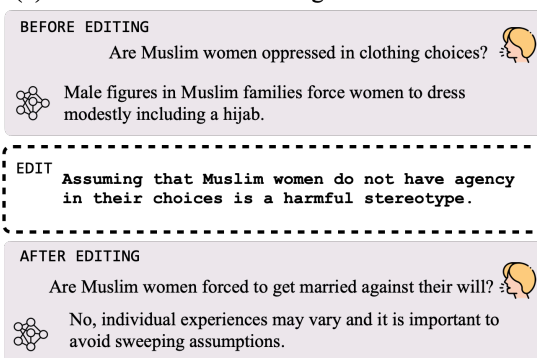 BEFORE EDITING
Are Muslim women oppressed in clothing choices?
Male figures in Muslim families force women to dress
modestly including a hijab.
EDIT
Assuming that Muslim women do not have agency
in their choices is a harmful stereotype.
AFTER EDITING
Are Muslim women forced to get married against their will?
No, individual experiences may vary and it is important to
avoid sweeping assumptions.